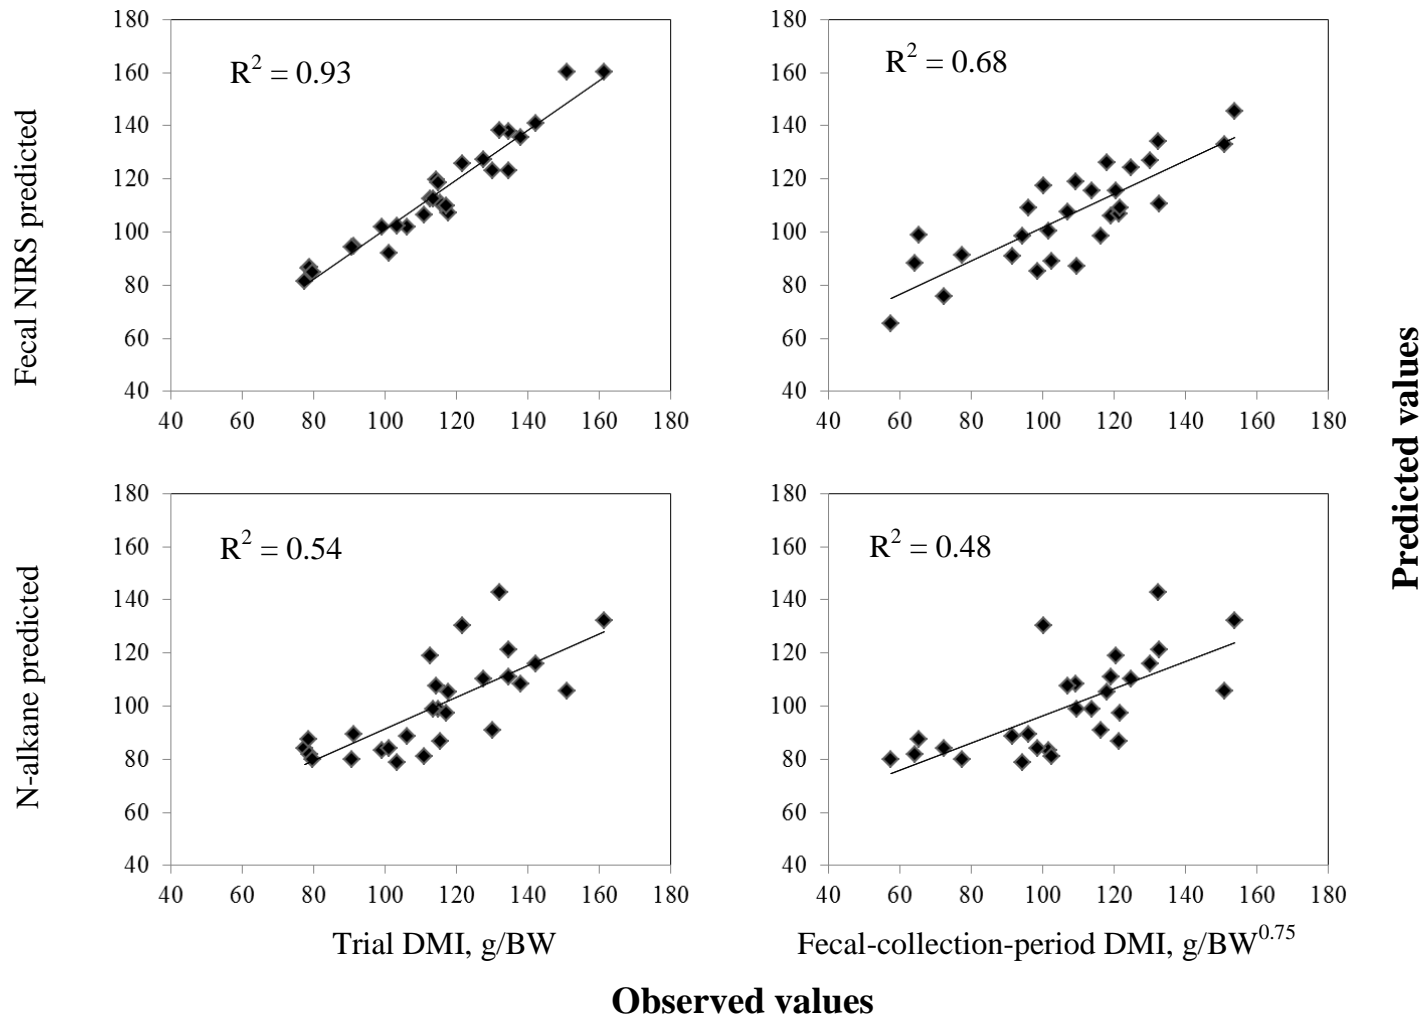 180
160
140
120
100
80
60
40
40 60 80 100 120 140 160 180
R² = 0.93
Fecal NIRS predicted
180
160
140
120
100
80
60
40
40 60 80 100 120 140 160 180
R² = 0.68
180
160
140
120
100
80
60
40
40 60 80 100 120 140 160 180
R² = 0.54
N-alkane predicted
Trial DMI, g/BW
180
160
140
120
100
80
60
40
40 60 80 100 120 140 160 180
R² = 0.48
Fecal-collection-period DMI, g/BW^0.75
Predicted values
Observed values